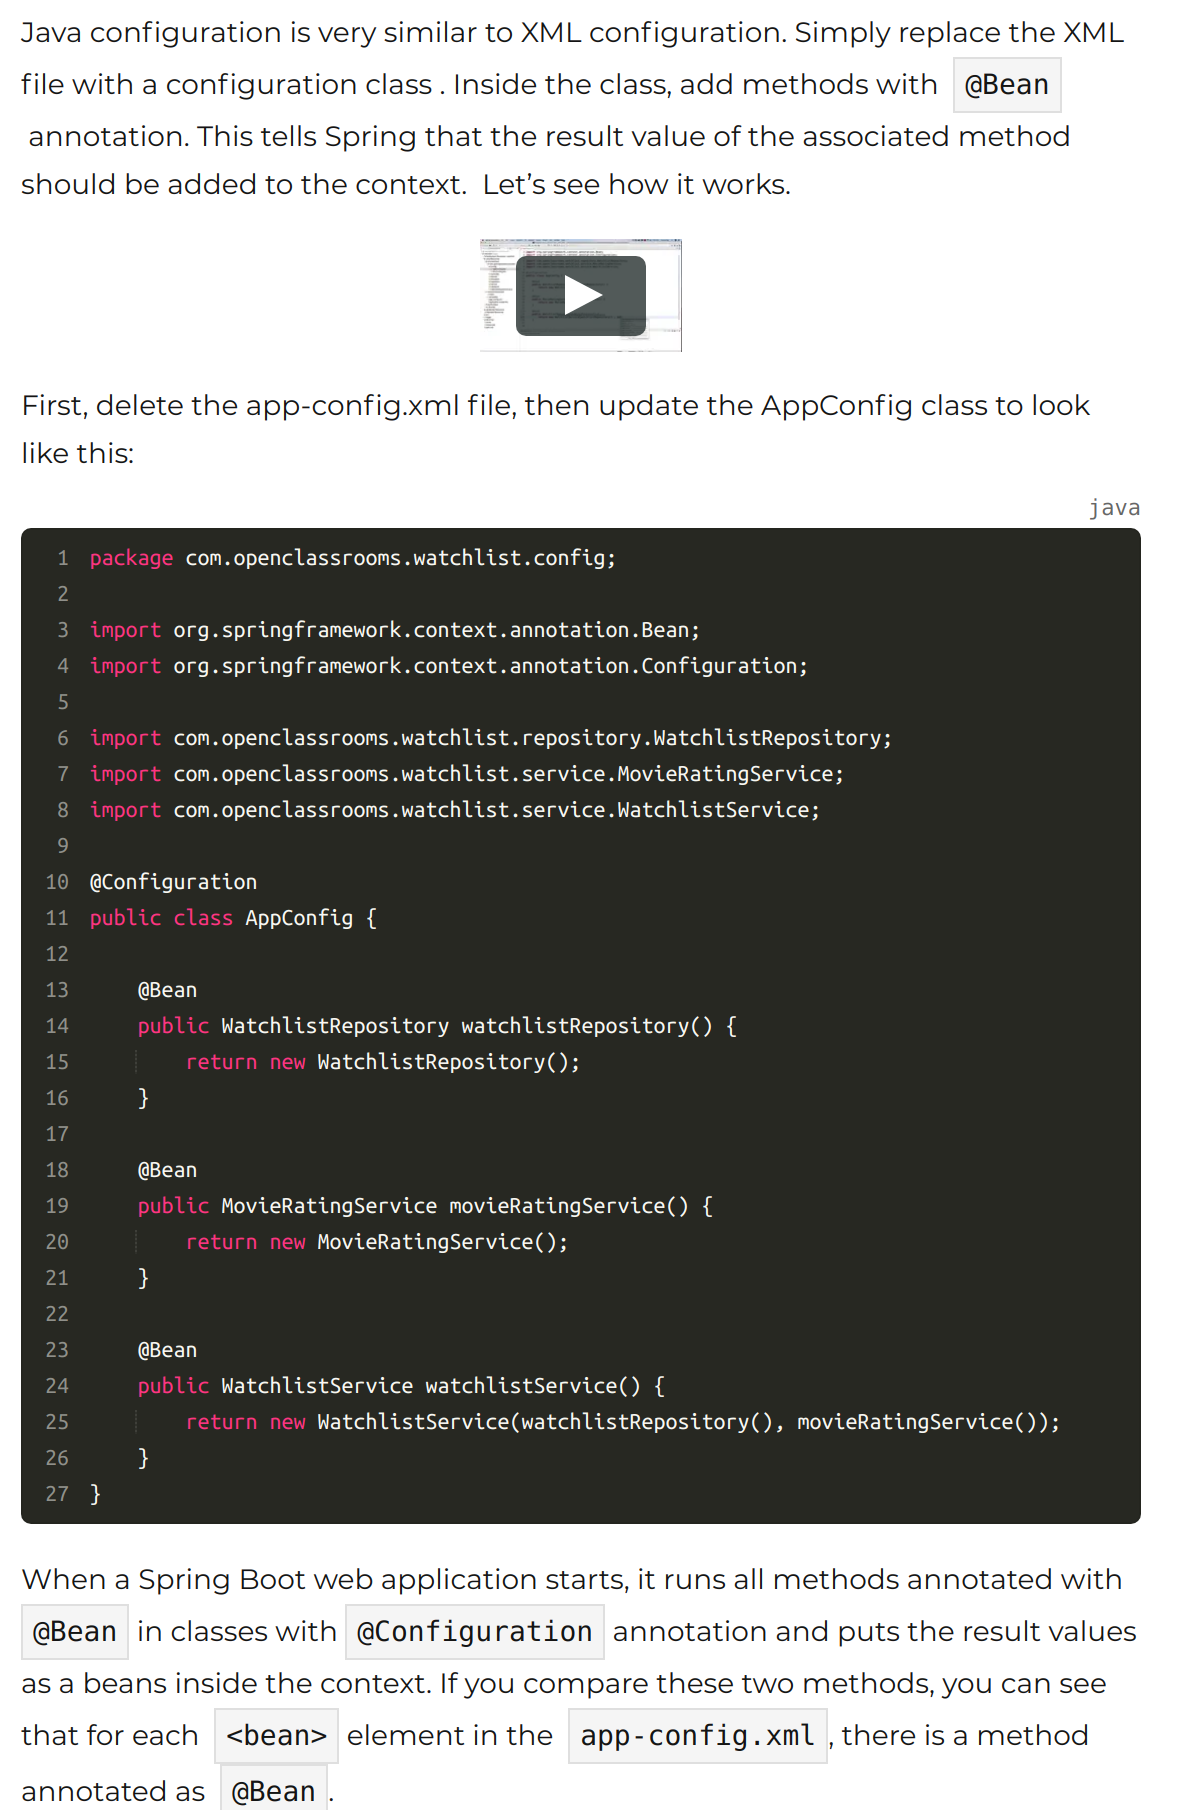 Java configuration is very similar to XML configuration. Simply replace the XML
file with a configuration class . Inside the class, add methods with @Bean
annotation. This tells Spring that the result value of the associated method
should be added to the context.  Let’s see how it works.
First, delete the app-config.xml file, then update the AppConfig class to look
like this:
java
1 package com.openclassrooms.watchlist.config;
2
3 import org.springframework.context.annotation.Bean;
4 import org.springframework.context.annotation.Configuration;
5
6 import com.openclassrooms.watchlist.repository.WatchlistRepository;
7 import com.openclassrooms.watchlist.service.MovieRatingService;
8 import com.openclassrooms.watchlist.service.WatchlistService;
9
10 @Configuration
11 public class AppConfig {
12
13     @Bean
14     public WatchlistRepository watchlistRepository() {
15         return new WatchlistRepository();
16     }
17
18     @Bean
19     public MovieRatingService movieRatingService() {
20         return new MovieRatingService();
21     }
22
23     @Bean
24     public WatchlistService watchlistService() {
25         return new WatchlistService(watchlistRepository(), movieRatingService());
26     }
27 }
When a Spring Boot web application starts, it runs all methods annotated with
@Bean in classes with @Configuration annotation and puts the result values
as a beans inside the context. If you compare these two methods, you can see
that for each <bean> element in the app-config.xml , there is a method
annotated as @Bean .